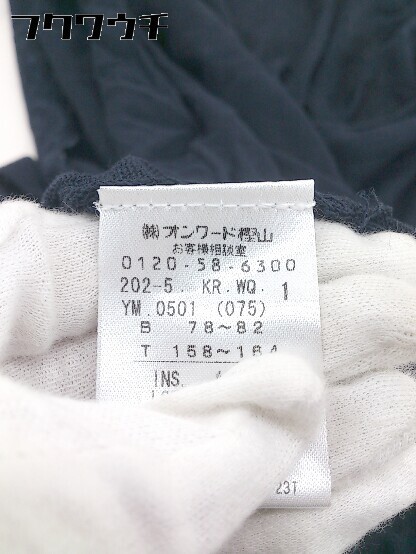 フクウクチ
㈱オンワード樫山
お客様相談室
0120-58-6300
202-5. KR.WQ. 1
YM.0501 (075)
B 78~82
T 158~164
INS.
23T